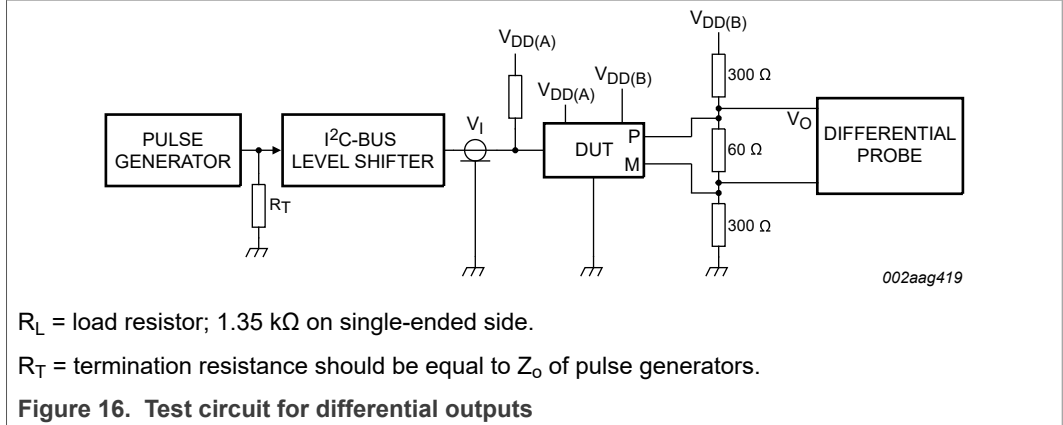 V_DD(A)
V_DD(B)
V_DD(A)
V_DD(B)
300 Ω
PULSE
GENERATOR
R_T
I²C-BUS
LEVEL SHIFTER
V_I
DUT
P
M
60 Ω
V_O
DIFFERENTIAL
PROBE
300 Ω
002aag419
R_L = load resistor; 1.35 kΩ on single-ended side.
R_T = termination resistance should be equal to Z_o of pulse generators.
Figure 16. Test circuit for differential outputs